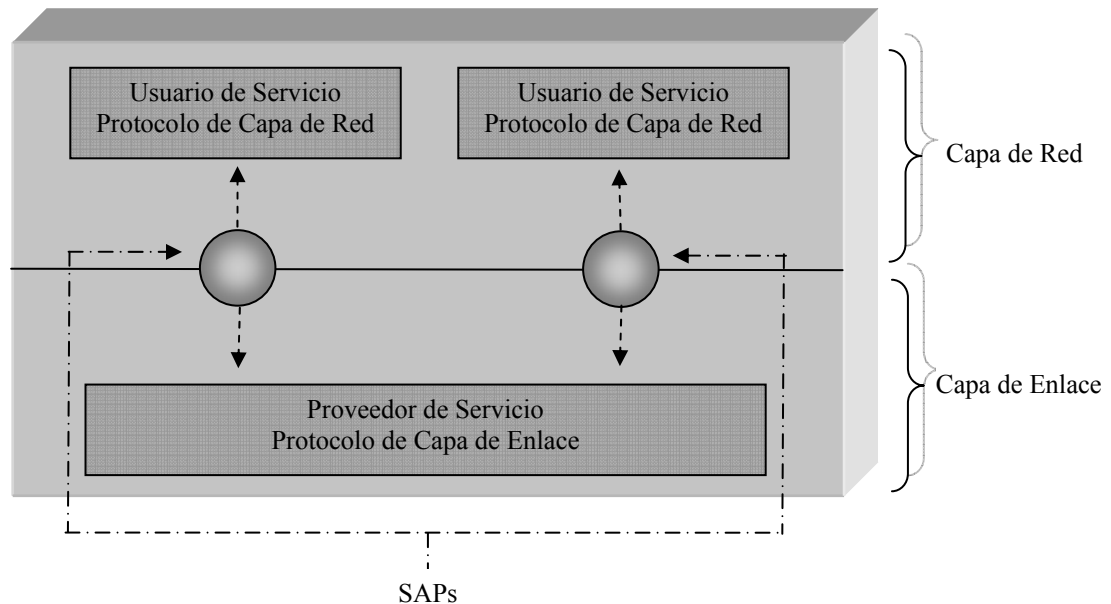 Usuario de Servicio
Protocolo de Capa de Red
Usuario de Servicio
Protocolo de Capa de Red
Capa de Red
Proveedor de Servicio
Protocolo de Capa de Enlace
Capa de Enlace
SAPs